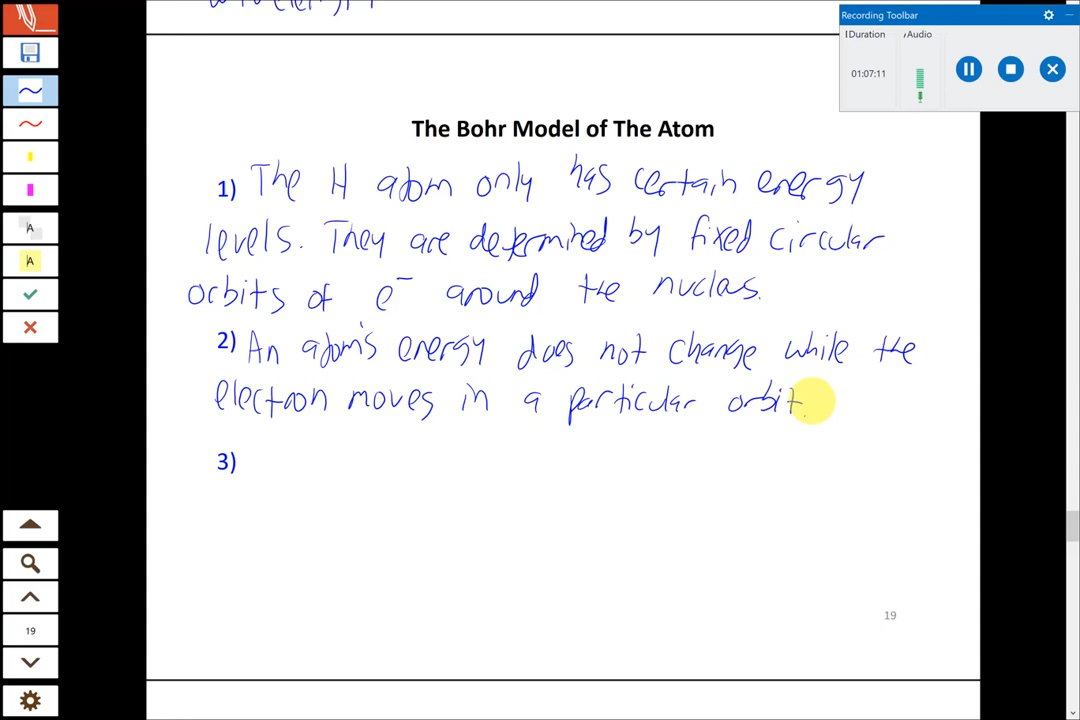 Recording Toolbar
Duration
Audio
01:07:11
The Bohr Model of The Atom
1) The H atom only has certain energy
levels. They are determined by fixed circular
orbits of e⁻ around the nuclas.
2) An atom's energy does not change while the
electron moves in a particular orbit.
3)
A
A
19
19